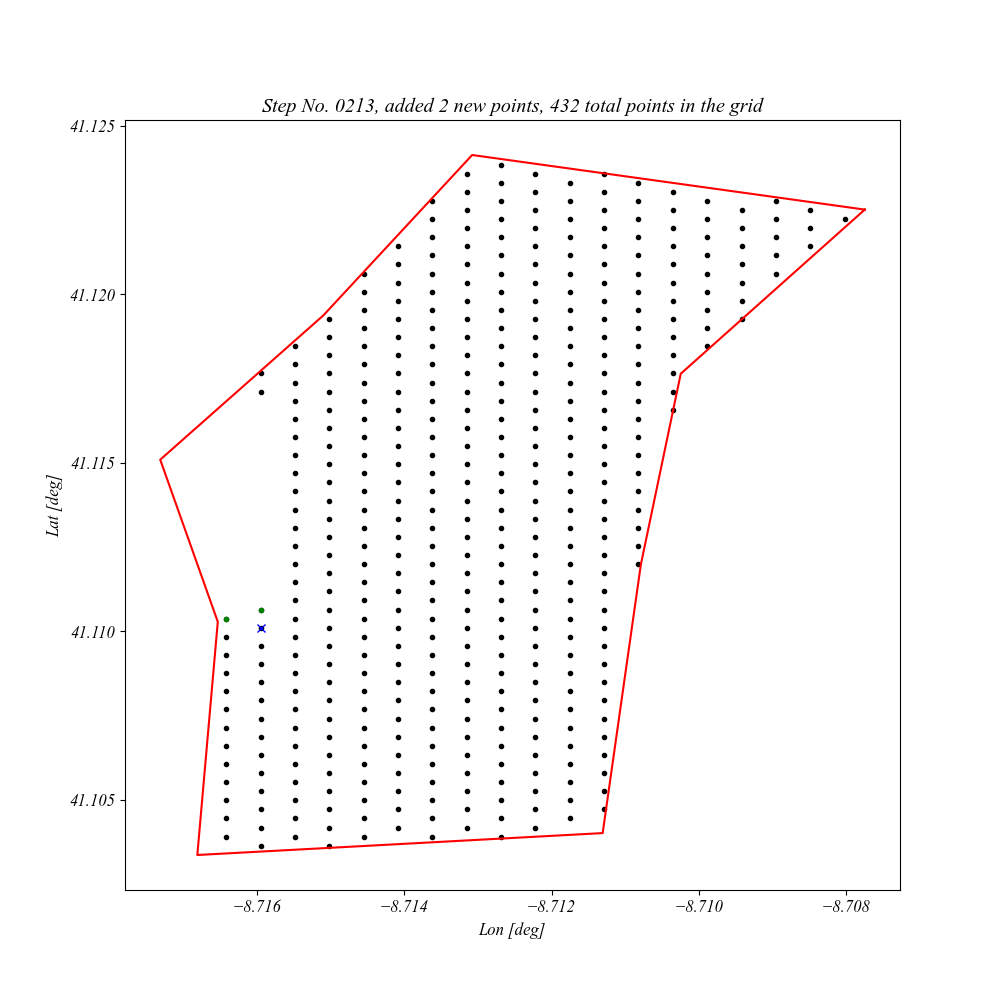 Step No. 0213, added 2 new points, 432 total points in the grid
41.125
41.120
41.115
41.110
41.105
Lat [deg]
−8.716 −8.714 −8.712 −8.710 −8.708
Lon [deg]